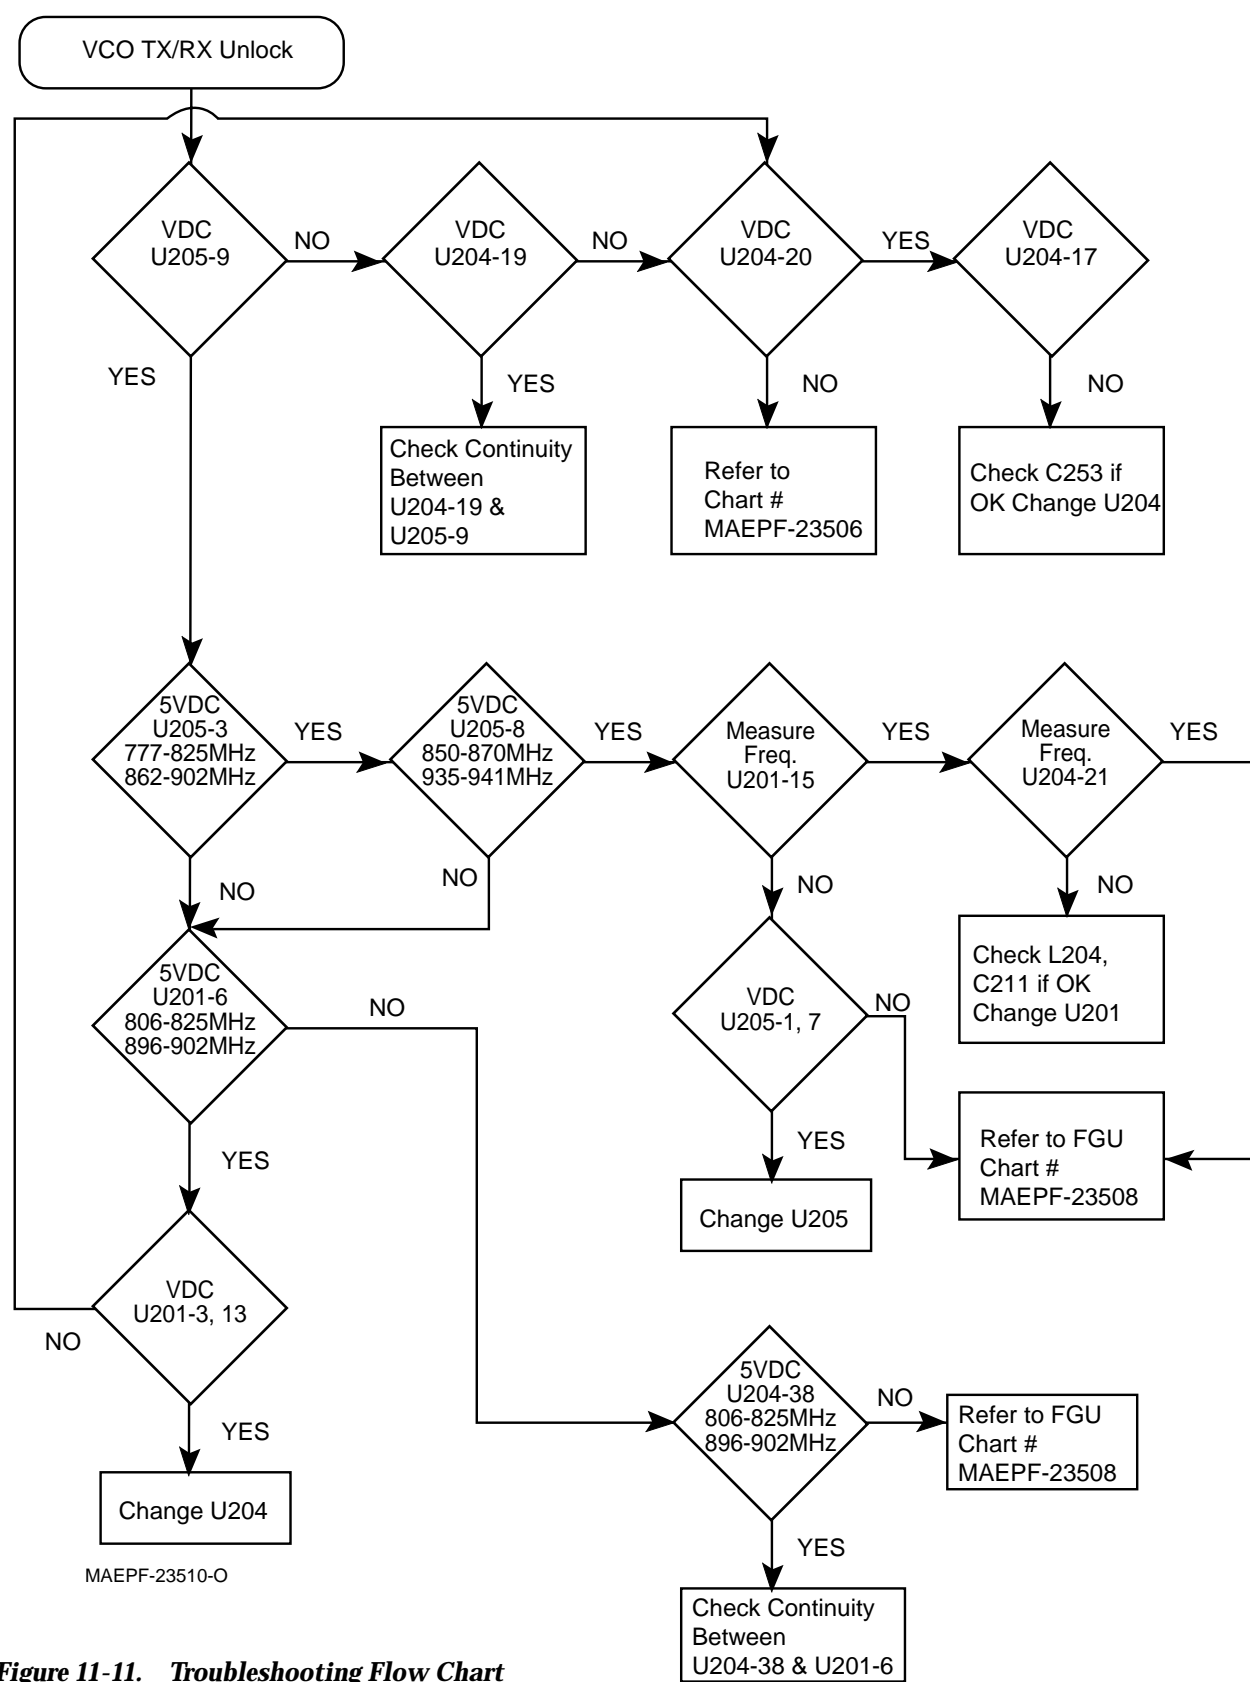 VCO TX/RX Unlock
VDC
U205-9
NO
VDC
U204-19
NO
VDC
U204-20
YES
VDC
U204-17
YES
YES
NO
NO
Check Continuity
Between
U204-19 &
U205-9
Refer to
Chart #
MAEPF-23506
Check C253 if
OK Change U204
5VDC
U205-3
777-825MHz
862-902MHz
YES
5VDC
U205-8
850-870MHz
935-941MHz
YES
Measure
Freq.
U201-15
YES
Measure
Freq.
U204-21
YES
NO
NO
NO
NO
5VDC
U201-6
806-825MHz
896-902MHz
NO
VDC
U205-1, 7
NO
Check L204,
C211 if OK
Change U201
YES
YES
Refer to FGU
Chart #
MAEPF-23508
Change U205
VDC
U201-3, 13
NO
YES
5VDC
U204-38
806-825MHz
896-902MHz
NO
Refer to FGU
Chart #
MAEPF-23508
Change U204
YES
MAEPF-23510-O
Check Continuity
Between
U204-38 & U201-6
Figure 11-11. Troubleshooting Flow Chart